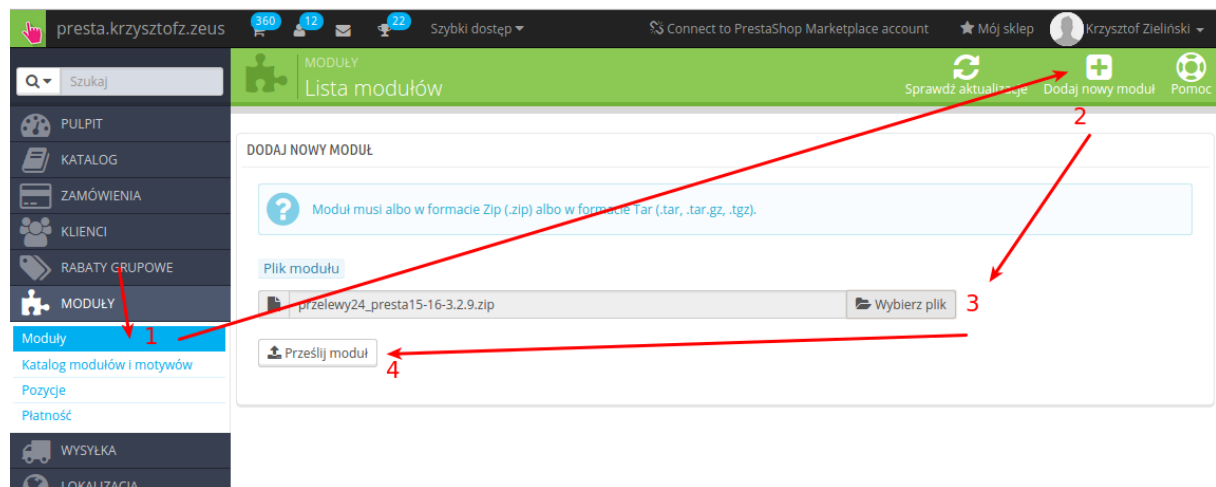 presta.krzysztofz.zeus 360 12 22 Szybki dostęp Connect to PrestaShop Marketplace account Mój sklep Krzysztof Zieliński
Szukaj
MODUŁY
Lista modułów
Sprawdź aktualizacje Dodaj nowy moduł Pomoc
2
PULPIT
KATALOG
ZAMÓWIENIA
KLIENCI
RABATY GRUPOWE
MODUŁY
Moduły 1
Katalog modułów i motywów
Pozycje
Płatność
WYSYŁKA
LOKALIZACJA
DODAJ NOWY MODUŁ
Moduł musi albo w formacie Zip (.zip) albo w formacie Tar (.tar, .tar.gz, .tgz).
Plik modułu
przelewy24_presta15-16-3.2.9.zip Wybierz plik 3
Prześlij moduł 4